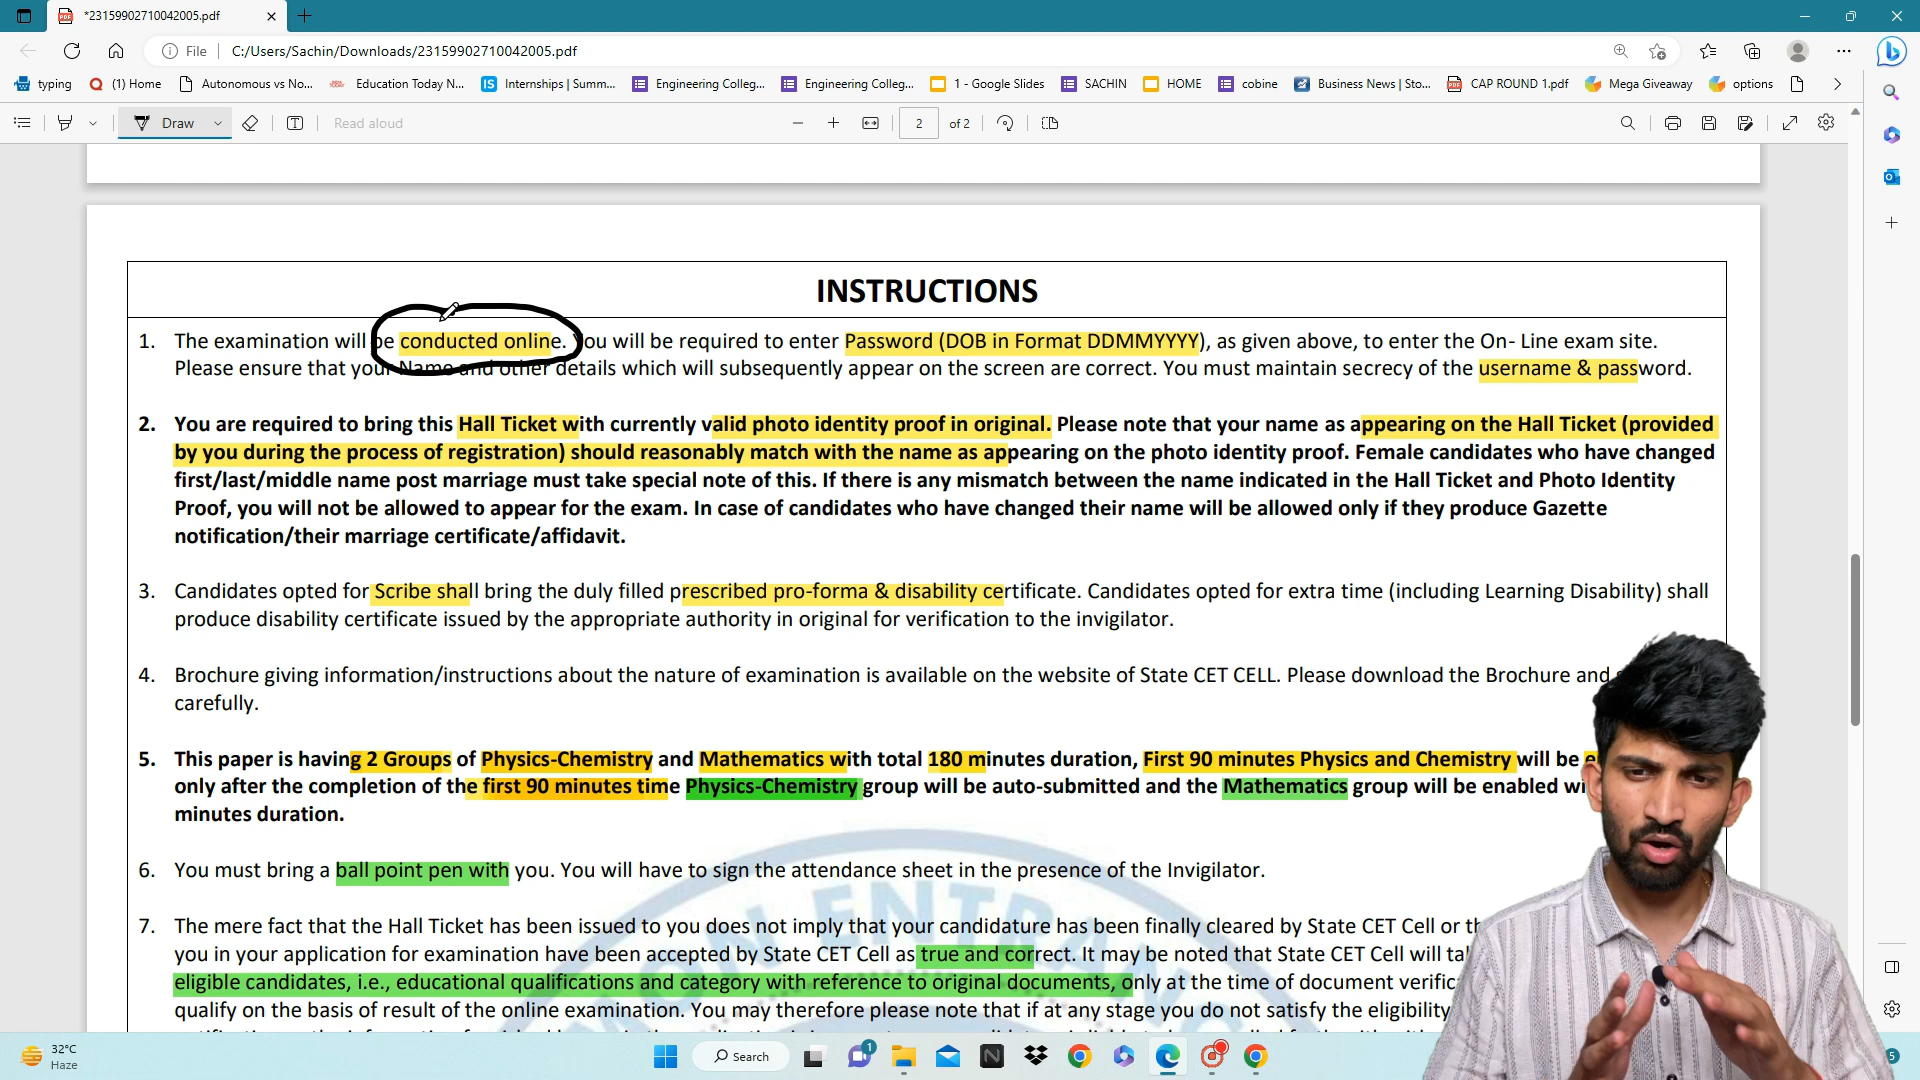 *23159902710042005.pdf
File
C:/Users/Sachin/Downloads/23159902710042005.pdf
typing
(1) Home
Autonomous vs No...
Education Today N...
Internships | Summ...
Engineering Colleg...
Engineering Colleg...
1 - Google Slides
SACHIN
HOME
cobine
Business News | Sto...
CAP ROUND 1.pdf
Mega Giveaway
options
Draw
Read aloud
2
of 2
INSTRUCTIONS
1. The examination will be conducted online. You will be required to enter Password (DOB in Format DDMMYYYY), as given above, to enter the On- Line exam site.
Please ensure that your Name and other details which will subsequently appear on the screen are correct. You must maintain secrecy of the username & password.
2. You are required to bring this Hall Ticket with currently valid photo identity proof in original. Please note that your name as appearing on the Hall Ticket (provided
by you during the process of registration) should reasonably match with the name as appearing on the photo identity proof. Female candidates who have changed
first/last/middle name post marriage must take special note of this. If there is any mismatch between the name indicated in the Hall Ticket and Photo Identity
Proof, you will not be allowed to appear for the exam. In case of candidates who have changed their name will be allowed only if they produce Gazette
notification/their marriage certificate/affidavit.
3. Candidates opted for Scribe shall bring the duly filled prescribed pro-forma & disability certificate. Candidates opted for extra time (including Learning Disability) shall
produce disability certificate issued by the appropriate authority in original for verification to the invigilator.
4. Brochure giving information/instructions about the nature of examination is available on the website of State CET CELL. Please download the Brochure and
carefully.
5. This paper is having 2 Groups of Physics-Chemistry and Mathematics with total 180 minutes duration, First 90 minutes Physics and Chemistry will be
only after the completion of the first 90 minutes time Physics-Chemistry group will be auto-submitted and the Mathematics group will be enabled
minutes duration.
6. You must bring a ball point pen with you. You will have to sign the attendance sheet in the presence of the Invigilator.
7. The mere fact that the Hall Ticket has been issued to you does not imply that your candidature has been finally cleared by State CET Cell or
you in your application for examination have been accepted by State CET Cell as true and correct. It may be noted that State CET Cell will
eligible candidates, i.e., educational qualifications and category with reference to original documents, only at the time of document
qualify on the basis of result of the online examination. You may therefore please note that if at any stage you do not satisfy the eligibility
MON ENTRAN
32°C
Haze
Search
1
5